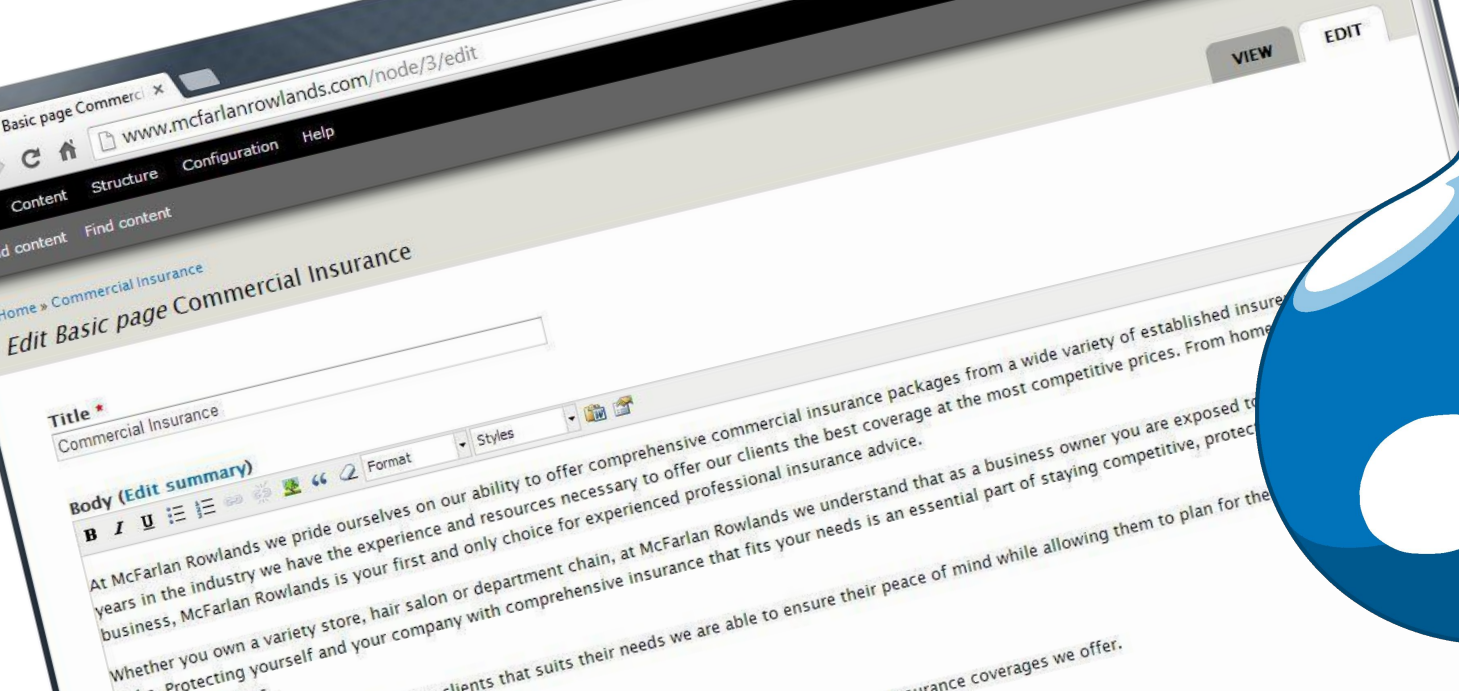 Basic page Commerci ×
www.mcfarlanrowlands.com/node/3/edit
Content Structure Configuration Help
content Find content
VIEW EDIT
Home » Commercial Insurance
Edit Basic page Commercial Insurance
Title *
Commercial Insurance
Body (Edit summary)
B I U Format Styles
At McFarlan Rowlands we pride ourselves on our ability to offer comprehensive commercial insurance packages from a wide variety of established
years in the industry we have the experience and resources necessary to offer our clients the best coverage at the most competitive prices. From home
business, McFarlan Rowlands is your first and only choice for experienced professional insurance advice.
Whether you own a variety store, hair salon or department chain, at McFarlan Rowlands we understand that as a business owner you are exposed to
Protecting yourself and your company with comprehensive insurance that fits your needs is an essential part of staying competitive,
clients that suits their needs we are able to ensure their peace of mind while allowing them to plan for the
coverages we offer.